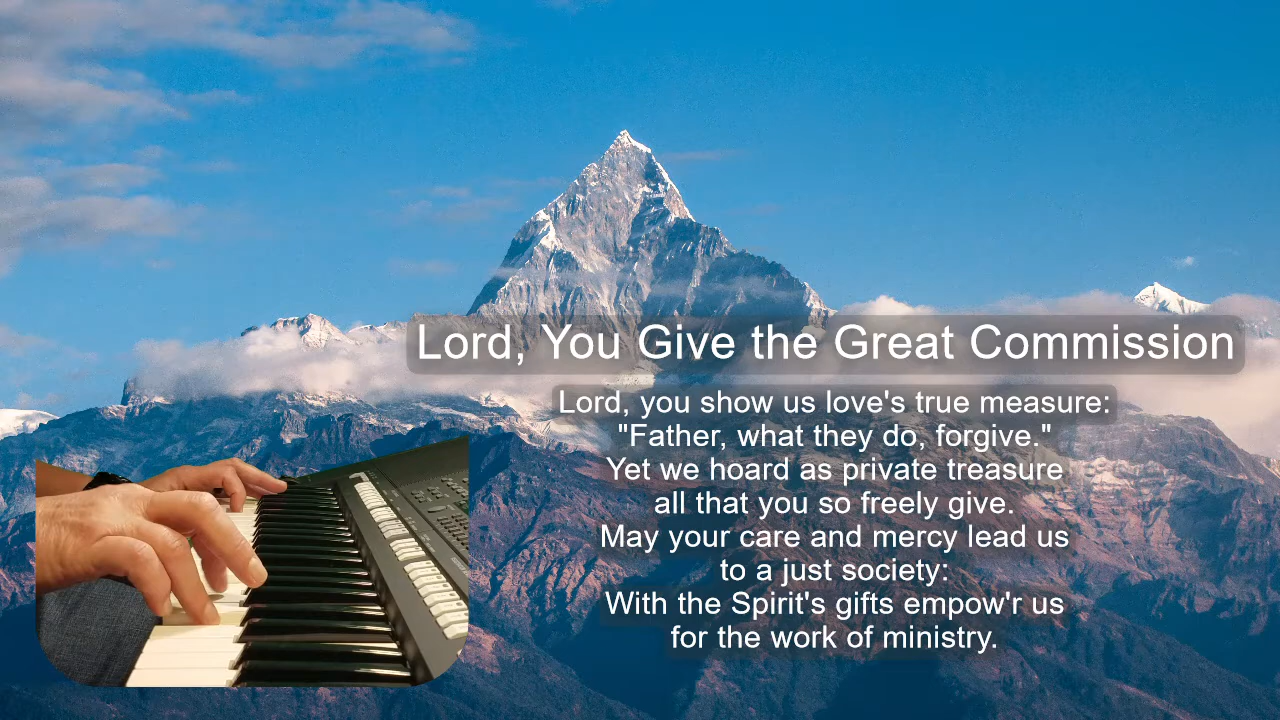 Lord, You Give the Great Commission
Lord, you show us love's true measure:
"Father, what they do, forgive."
Yet we hoard as private treasure
all that you so freely give.
May your care and mercy lead us
to a just society:
With the Spirit's gifts empow'r us
for the work of ministry.